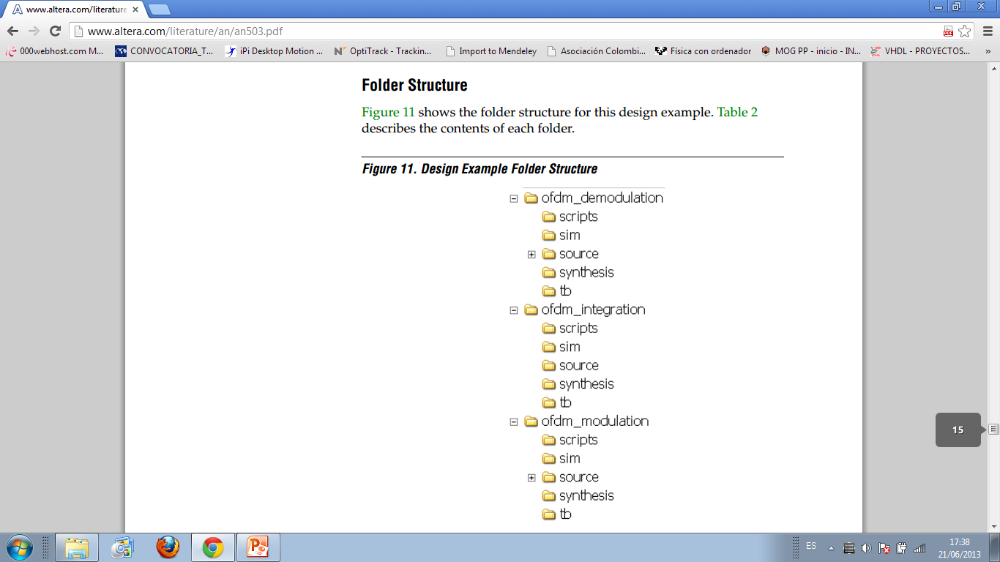 www.altera.com/literature
www.altera.com/literature/an/an503.pdf
000webhost.com M... CONVOCATORIA_T... iPi Desktop Motion ... OptiTrack - Trackin... Import to Mendeley Asociación Colombi... Física con ordenador MOG PP - inicio - IN... VHDL - PROYECTOS... »
Folder Structure
Figure 11 shows the folder structure for this design example. Table 2
describes the contents of each folder.
Figure 11. Design Example Folder Structure
ofdm_demodulation
scripts
sim
source
synthesis
tb
ofdm_integration
scripts
sim
source
synthesis
tb
ofdm_modulation
scripts
sim
source
synthesis
tb
15
ES
17:38
21/06/2013